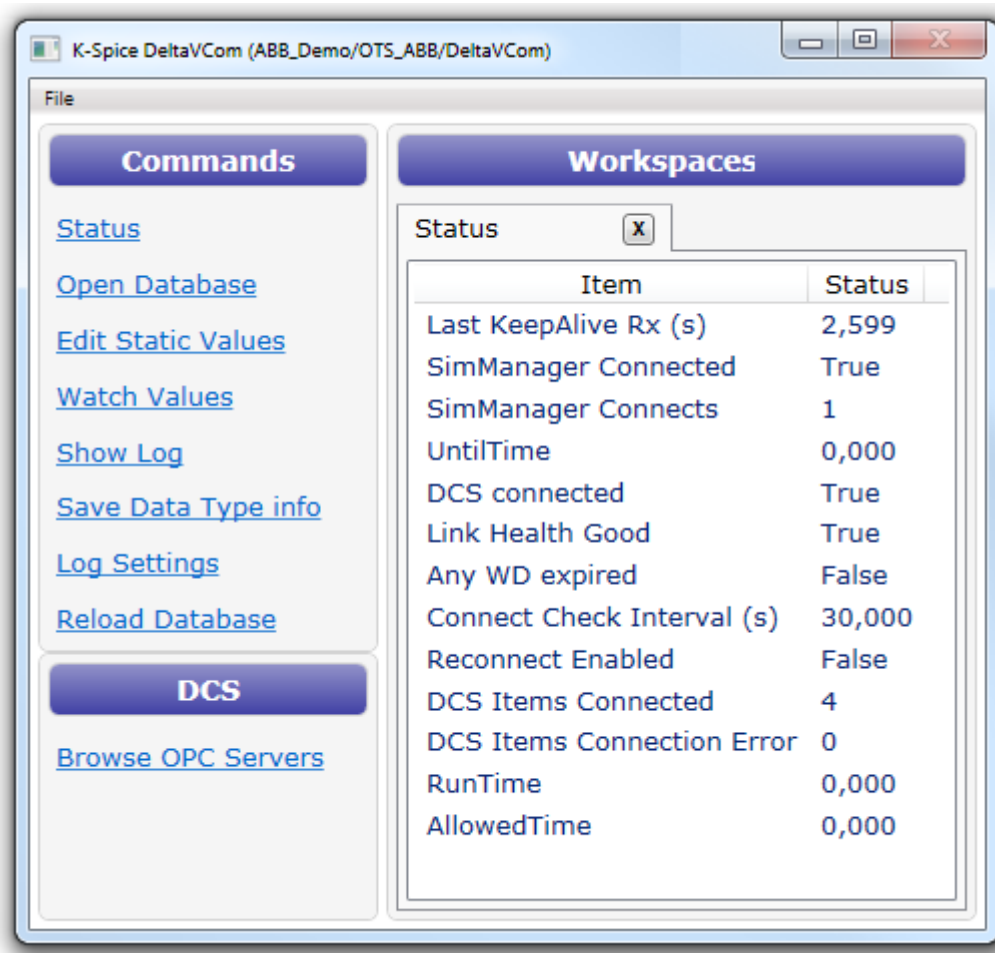 K-Spice DeltaVCom (ABB_Demo/OTS_ABB/DeltaVCom)
File
Commands
Status
Open Database
Edit Static Values
Watch Values
Show Log
Save Data Type info
Log Settings
Reload Database
DCS
Browse OPC Servers
Workspaces
Status X
Item Status
Last KeepAlive Rx (s) 2,599
SimManager Connected True
SimManager Connects 1
UntilTime 0,000
DCS connected True
Link Health Good True
Any WD expired False
Connect Check Interval (s) 30,000
Reconnect Enabled False
DCS Items Connected 4
DCS Items Connection Error 0
RunTime 0,000
AllowedTime 0,000